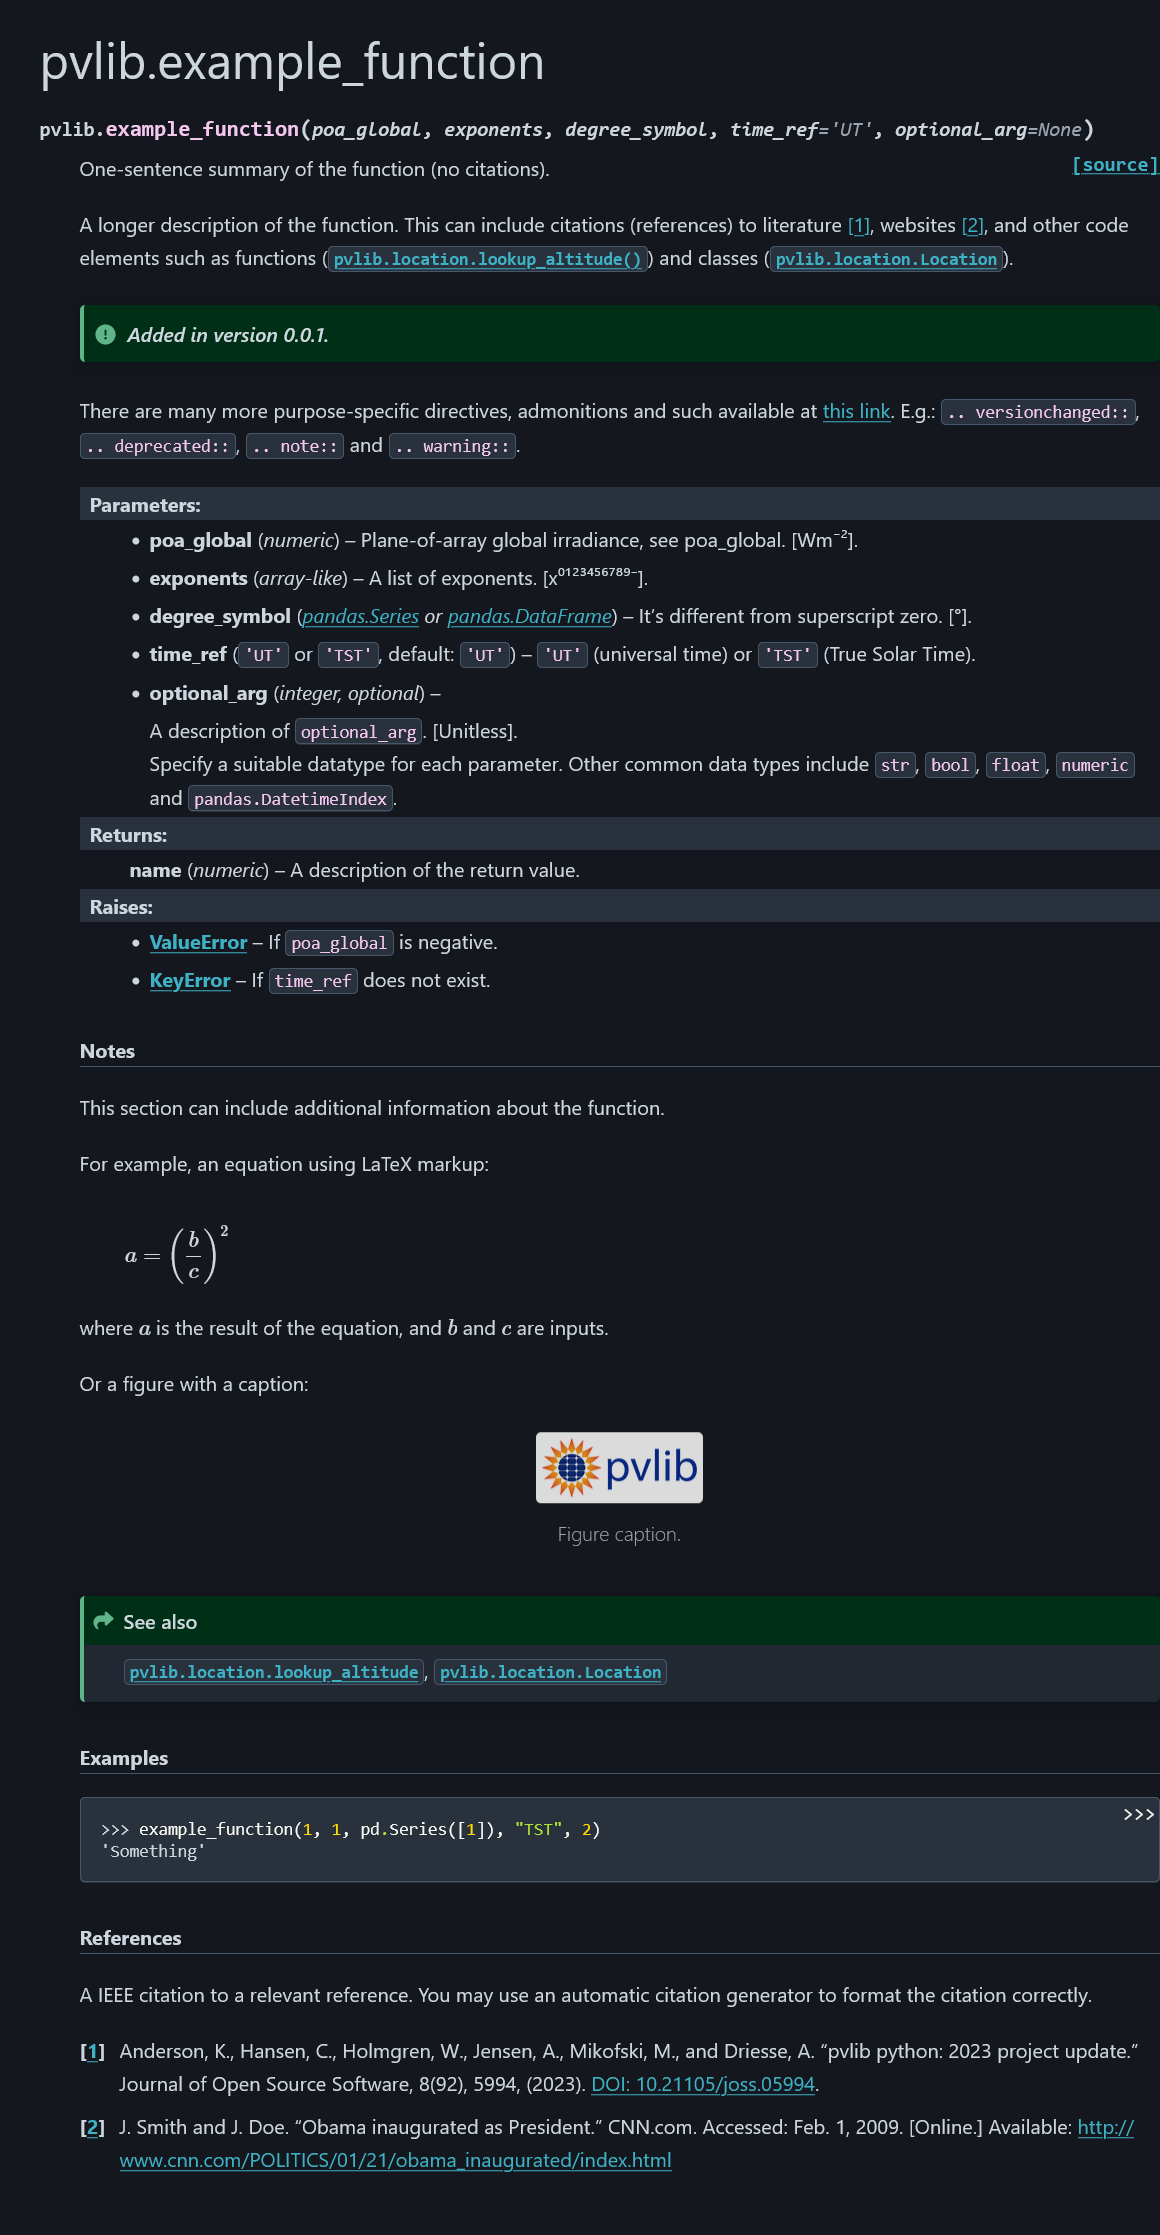 pvlib.example_function
pvlib.example_function(poa_global, exponents, degree_symbol, time_ref='UT', optional_arg=None)
[source]
One-sentence summary of the function (no citations).
A longer description of the function. This can include citations (references) to literature [1], websites [2], and other code
elements such as functions (pvlib.location.lookup_altitude()) and classes (pvlib.location.Location).
Added in version 0.0.1.
There are many more purpose-specific directives, admonitions and such available at this link. E.g.: .. versionchanged::,
.. deprecated::, .. note:: and .. warning::.
Parameters:
• poa_global (numeric) – Plane-of-array global irradiance, see poa_global. [Wm⁻²].
• exponents (array-like) – A list of exponents. [x⁰¹²³⁴⁵⁶⁷⁸⁹⁻].
• degree_symbol (pandas.Series or pandas.DataFrame) – It’s different from superscript zero. [°].
• time_ref ('UT' or 'TST', default: 'UT') – 'UT' (universal time) or 'TST' (True Solar Time).
• optional_arg (integer, optional) –
A description of optional_arg. [Unitless].
Specify a suitable datatype for each parameter. Other common data types include str, bool, float, numeric
and pandas.DatetimeIndex.
Returns:
name (numeric) – A description of the return value.
Raises:
• ValueError – If poa_global is negative.
• KeyError – If time_ref does not exist.
Notes
This section can include additional information about the function.
For example, an equation using LaTeX markup:
a = (b/c)²
where a is the result of the equation, and b and c are inputs.
Or a figure with a caption:
pvlib
Figure caption.
See also
pvlib.location.lookup_altitude, pvlib.location.Location
Examples
>>>
>>> example_function(1, 1, pd.Series([1]), "TST", 2)
'Something'
References
A IEEE citation to a relevant reference. You may use an automatic citation generator to format the citation correctly.
[1] Anderson, K., Hansen, C., Holmgren, W., Jensen, A., Mikofski, M., and Driesse, A. “pvlib python: 2023 project update.”
Journal of Open Source Software, 8(92), 5994, (2023). DOI: 10.21105/joss.05994.
[2] J. Smith and J. Doe. “Obama inaugurated as President.” CNN.com. Accessed: Feb. 1, 2009. [Online.] Available: http://
www.cnn.com/POLITICS/01/21/obama_inaugurated/index.html